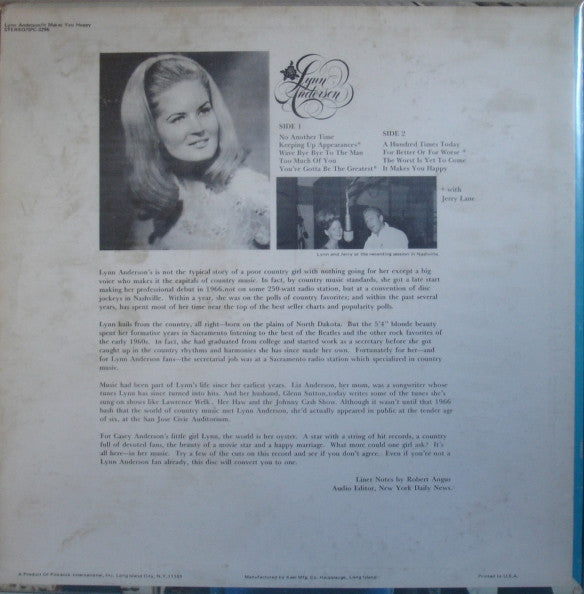 Lynn Anderson/It Makes You Happy
STEREO/SPC-3296
Lynn
Anderson
SIDE 1
No Another Time
Keeping Up Appearances*
Wave Bye Bye To The Man
Too Much Of You
You've Gotta Be The Greatest*
SIDE 2
A Hundred Times Today
For Better Or For Worse *
The Worst Is Yet To Come
It Makes You Happy
* with
Jerry Lane
Lynn and Jerry at the recording session in Nashville
Lynn Anderson's is not the typical story of a poor country girl with nothing going for her except a big
voice who makes it the capitals of country music. In fact, by country music standards, she got a late start
making her professional debut in 1966,not on some 250-watt radio station, but at a convention of disc
jockeys in Nashville. Within a year, she was on the polls of country favorites; and within the past several
years, has spent most of her time near the top of the best seller charts and popularity polls.
Lynn hails from the country, all right--born on the plains of North Dakota. But the 5'4" blonde beauty
spent her formative years in Sacramento listening to the best of the Beatles and the other rock favorites of
the early 1960s. In fact, she had graduated from college and started work as a secretary before she got
caught up in the country rhythms and harmonies she has since made her own. Fortunately for her--and
for Lynn Anderson fans--the secretarial job was at a Sacramento radio station which specialized in country
music.
Music had been part of Lynn's life since her earliest years. Liz Anderson, her mom, was a songwriter whose
tunes Lynn has since turned into hits. And her husband, Glenn Sutton,today writes some of the tunes she's
sung on shows like Lawrence Welk, Hee Haw and the Johnny Cash Show. Although it wasn't until that 1966
bash that the world of country music met Lynn Anderson, she'd actually appeared in public at the tender age
of six, at the San Jose Civic Auditorium.
For Casey Anderson's little girl Lynn, the world is her oyster. A star with a string of hit records, a country
full of devoted fans, the beauty of a movie star and a happy marriage. What more could one girl ask? It's
all here--in her music. Try a few of the cuts on this record and see if you don't agree. Even if you're not a
Lynn Anderson fan already, this disc will convert you to one.
Liner Notes by Robert Angus
Audio Editor, New York Daily News.
A Product Of Pickwick International, Inc. Long Island City, N.Y. 11101
Manufactured by Keel Mfg. Co. Hauppauge, Long Island
Printed in U.S.A.